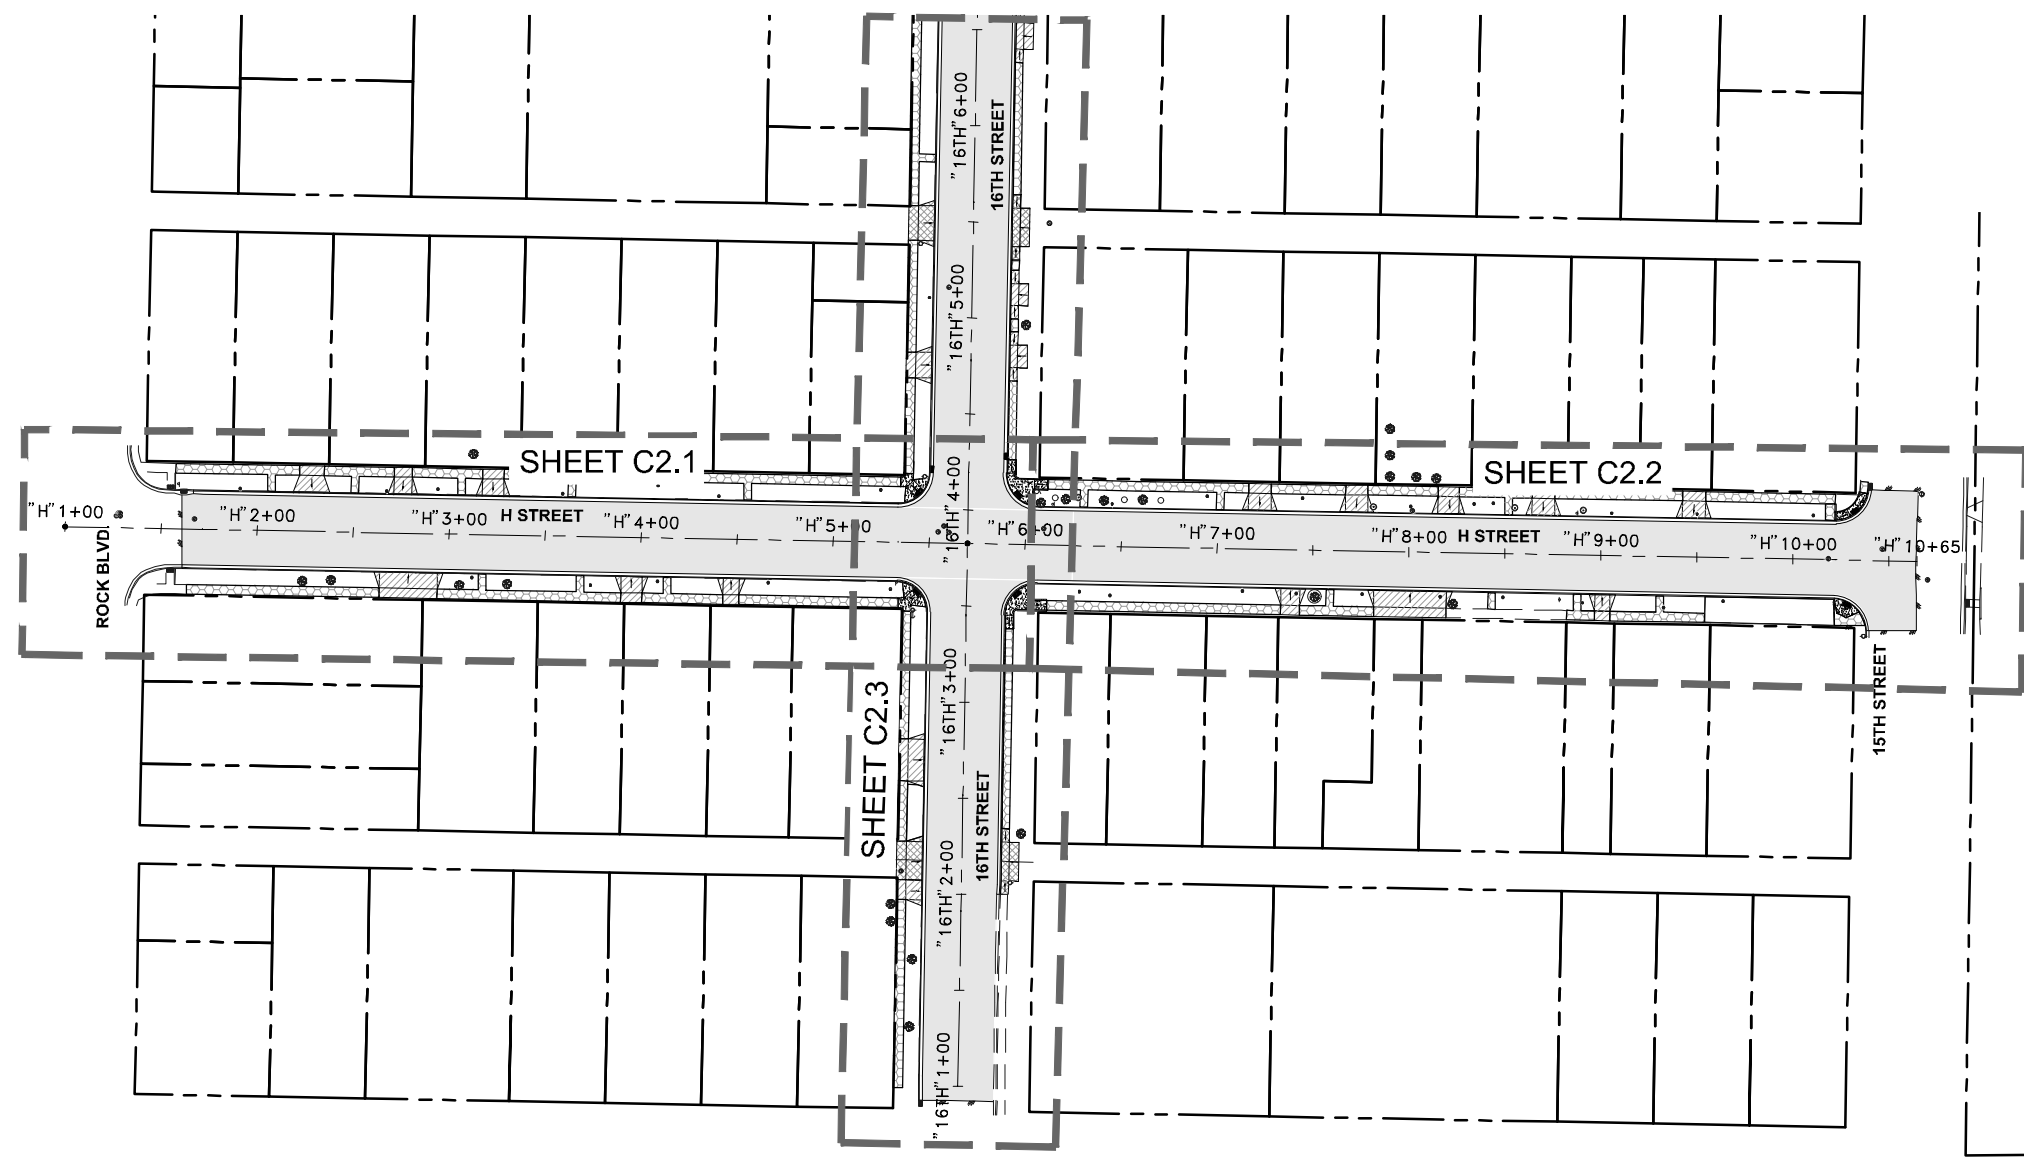 "16TH" 6+00
16TH STREET
"16TH" 5+00
SHEET C2.1
SHEET C2.2
"16TH" 4+00
"H" 1+00
"H" 2+00
"H" 3+00
H STREET
"H" 4+00
"H" 5+00
"H" 6+00
"H" 7+00
"H" 8+00
H STREET
"H" 9+00
"H" 10+00
"H" 10+65
ROCK BLVD.
15TH STREET
"16TH" 3+00
SHEET C2.3
16TH STREET
"16TH" 2+00
"16TH" 1+00